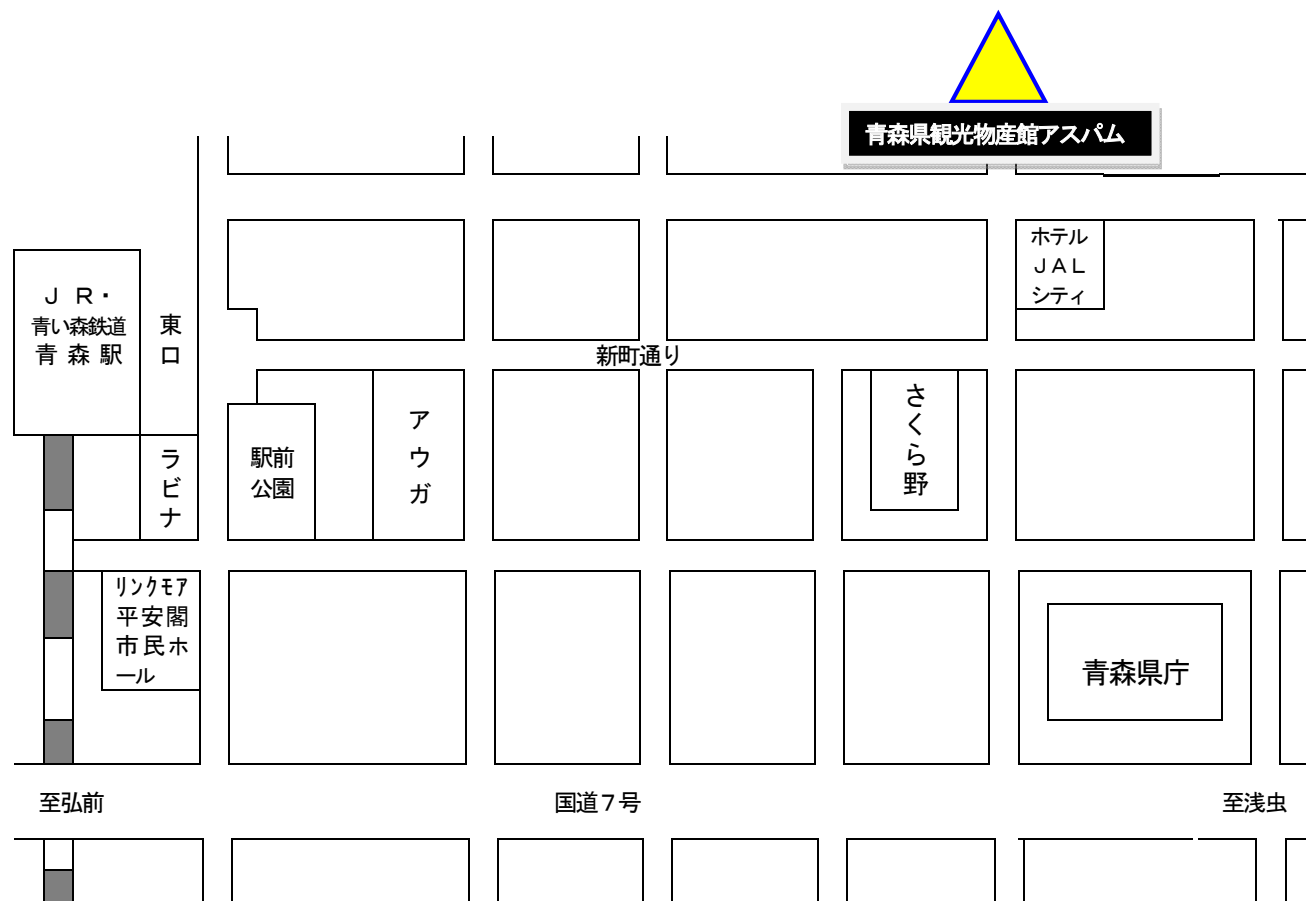 青森県観光物産館アスパム
ホテル
ＪＡＬ
シティ
Ｊ Ｒ・
青い森鉄道
青 森 駅
東
口
新町通り
さ
く
ら
野
ア
ウ
ガ
駅前
公園
ラ
ビ
ナ
ﾘﾝｸﾓｱ
平安閣
市民ホ
ール
青森県庁
至弘前
国道７号
至浅虫